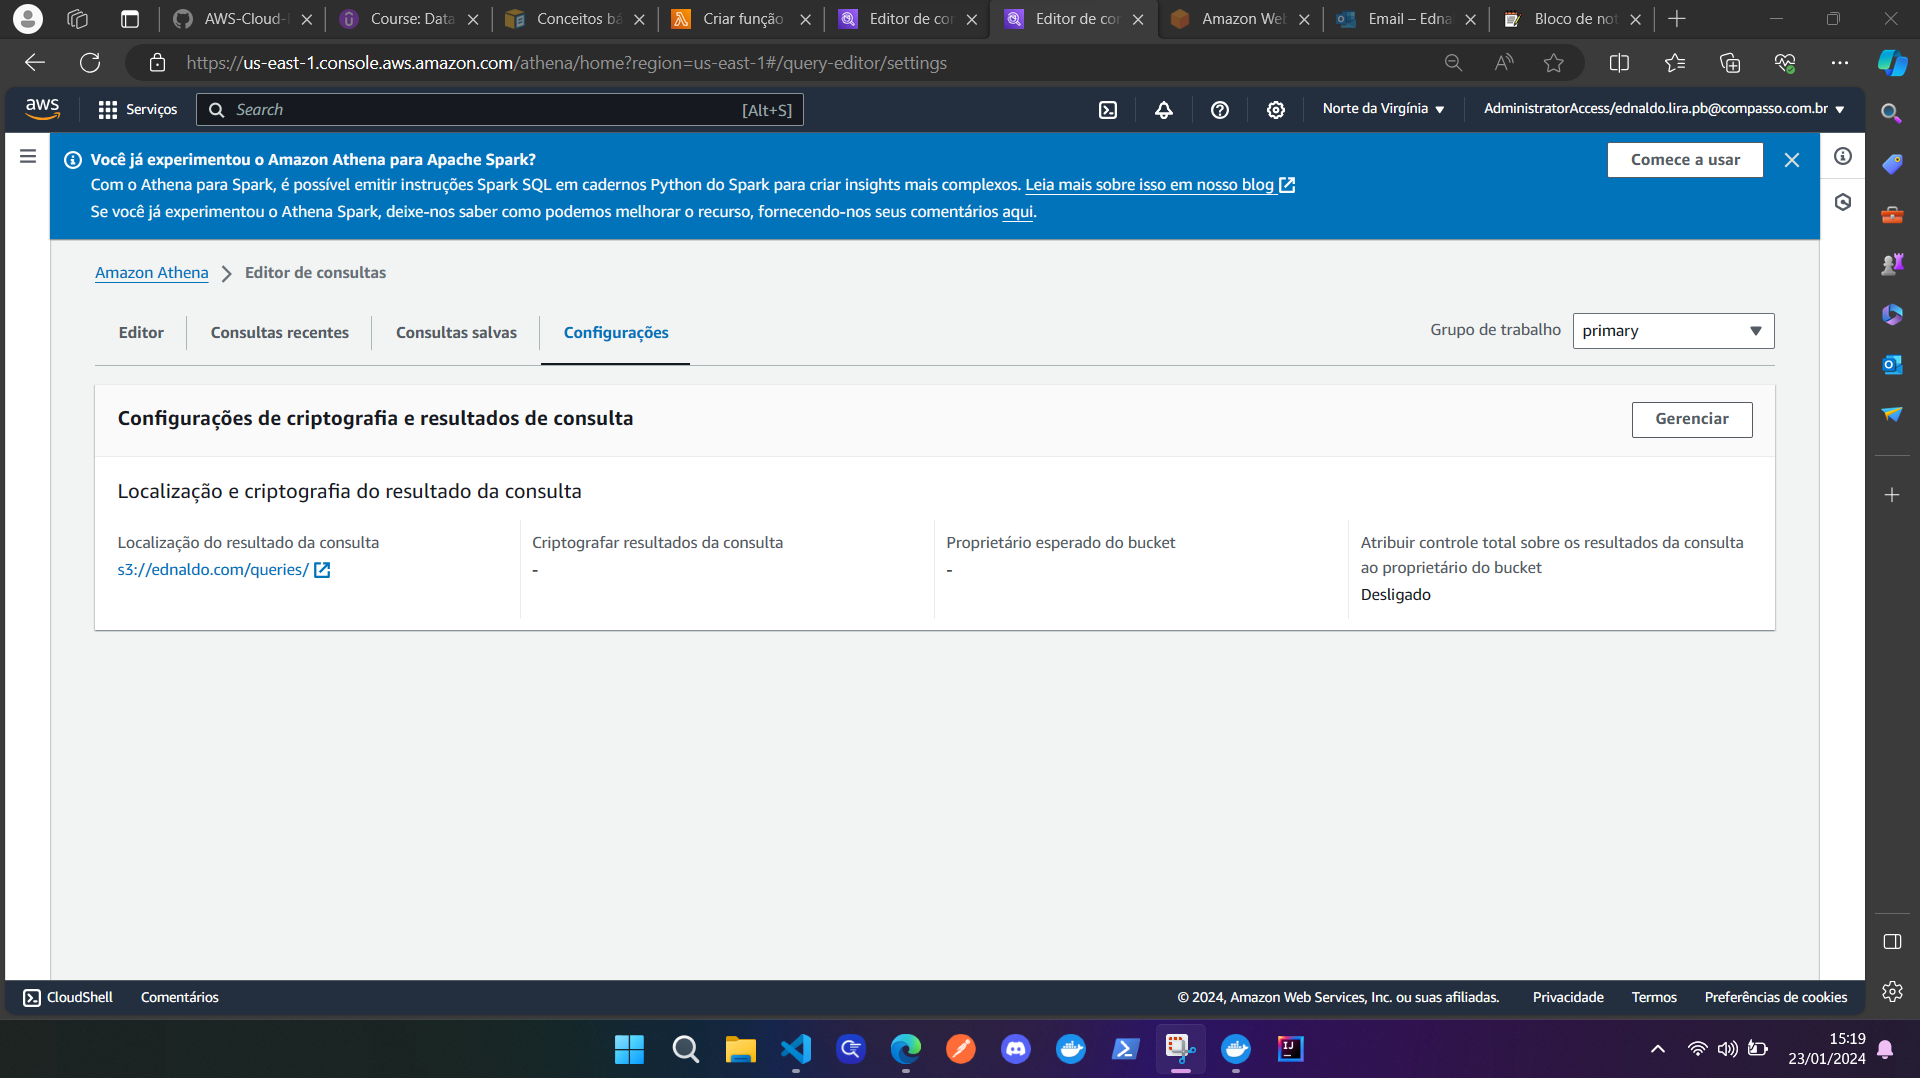 AWS-Cloud-
Course: Data
Conceitos bá
Criar função
Editor de cor
Editor de cor
Amazon Web
Email – Edna
Bloco de not
https://us-east-1.console.aws.amazon.com/athena/home?region=us-east-1#/query-editor/settings
aws
Serviços
Search
[Alt+S]
Norte da Virgínia
AdministratorAccess/ednaldo.lira.pb@compasso.com.br
Você já experimentou o Amazon Athena para Apache Spark?
Com o Athena para Spark, é possível emitir instruções Spark SQL em cadernos Python do Spark para criar insights mais complexos. Leia mais sobre isso em nosso blog
Se você já experimentou o Athena Spark, deixe-nos saber como podemos melhorar o recurso, fornecendo-nos seus comentários aqui.
Comece a usar
Amazon Athena
Editor de consultas
Editor
Consultas recentes
Consultas salvas
Configurações
Grupo de trabalho
primary
Configurações de criptografia e resultados de consulta
Gerenciar
Localização e criptografia do resultado da consulta
Localização do resultado da consulta
s3://ednaldo.com/queries/
Criptografar resultados da consulta
-
Proprietário esperado do bucket
-
Atribuir controle total sobre os resultados da consulta
ao proprietário do bucket
Desligado
CloudShell
Comentários
© 2024, Amazon Web Services, Inc. ou suas afiliadas.
Privacidade
Termos
Preferências de cookies
15:19
23/01/2024